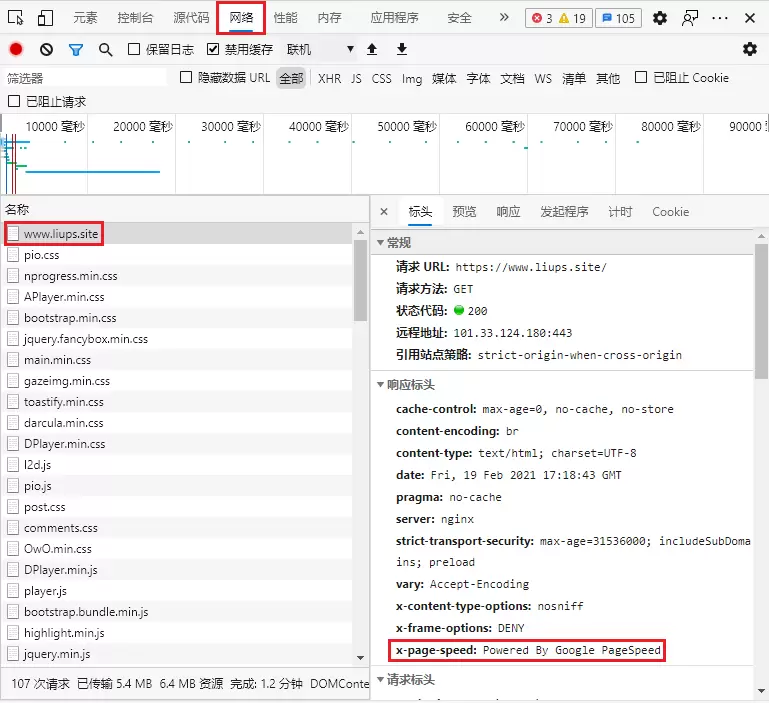 元素 控制台 源代码 网络 性能 内存 应用程序 安全 » 3 19 105
保留日志 禁用缓存 联机
筛选器 隐藏数据 URL 全部 XHR JS CSS Img 媒体 字体 文档 WS 清单 其他 已阻止 Cookie
已阻止请求
10000 毫秒 20000 毫秒 30000 毫秒 40000 毫秒 50000 毫秒 60000 毫秒 70000 毫秒 80000 毫秒 90000
名称
www.liups.site
pio.css
nprogress.min.css
APlayer.min.css
bootstrap.min.css
jquery.fancybox.min.css
main.min.css
gazeimg.min.css
toastify.min.css
darcula.min.css
DPlayer.min.css
l2d.js
pio.js
post.css
comments.css
OwO.min.css
DPlayer.min.js
player.js
bootstrap.bundle.min.js
highlight.min.js
jquery.min.js
107 次请求 已传输 5.4 MB 6.4 MB 资源 完成: 1.2 分钟 DOMConte
× 标头 预览 响应 发起程序 计时 Cookie
常规
请求 URL: https://www.liups.site/
请求方法: GET
状态代码: 200
远程地址: 101.33.124.180:443
引用站点策略: strict-origin-when-cross-origin
响应标头
cache-control: max-age=0, no-cache, no-store
content-encoding: br
content-type: text/html; charset=UTF-8
date: Fri, 19 Feb 2021 17:18:43 GMT
pragma: no-cache
server: nginx
strict-transport-security: max-age=31536000; includeSubDoma
ins; preload
vary: Accept-Encoding
x-content-type-options: nosniff
x-frame-options: DENY
x-page-speed: Powered By Google PageSpeed
请求标头